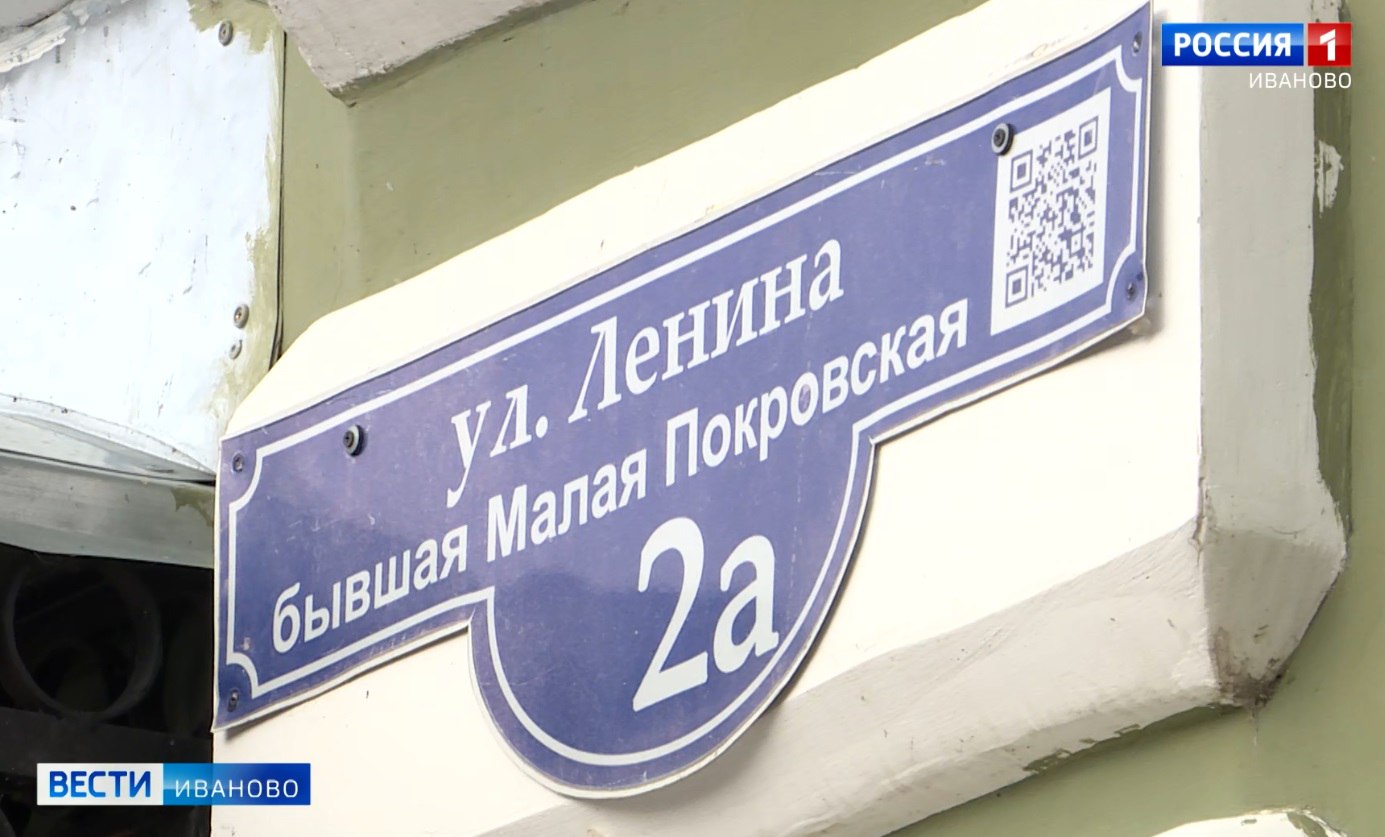 РОССИЯ 1
ИВАНОВО
ул. Ленина
бывшая Малая Покровская
2а
ВЕСТИ ИВАНОВО